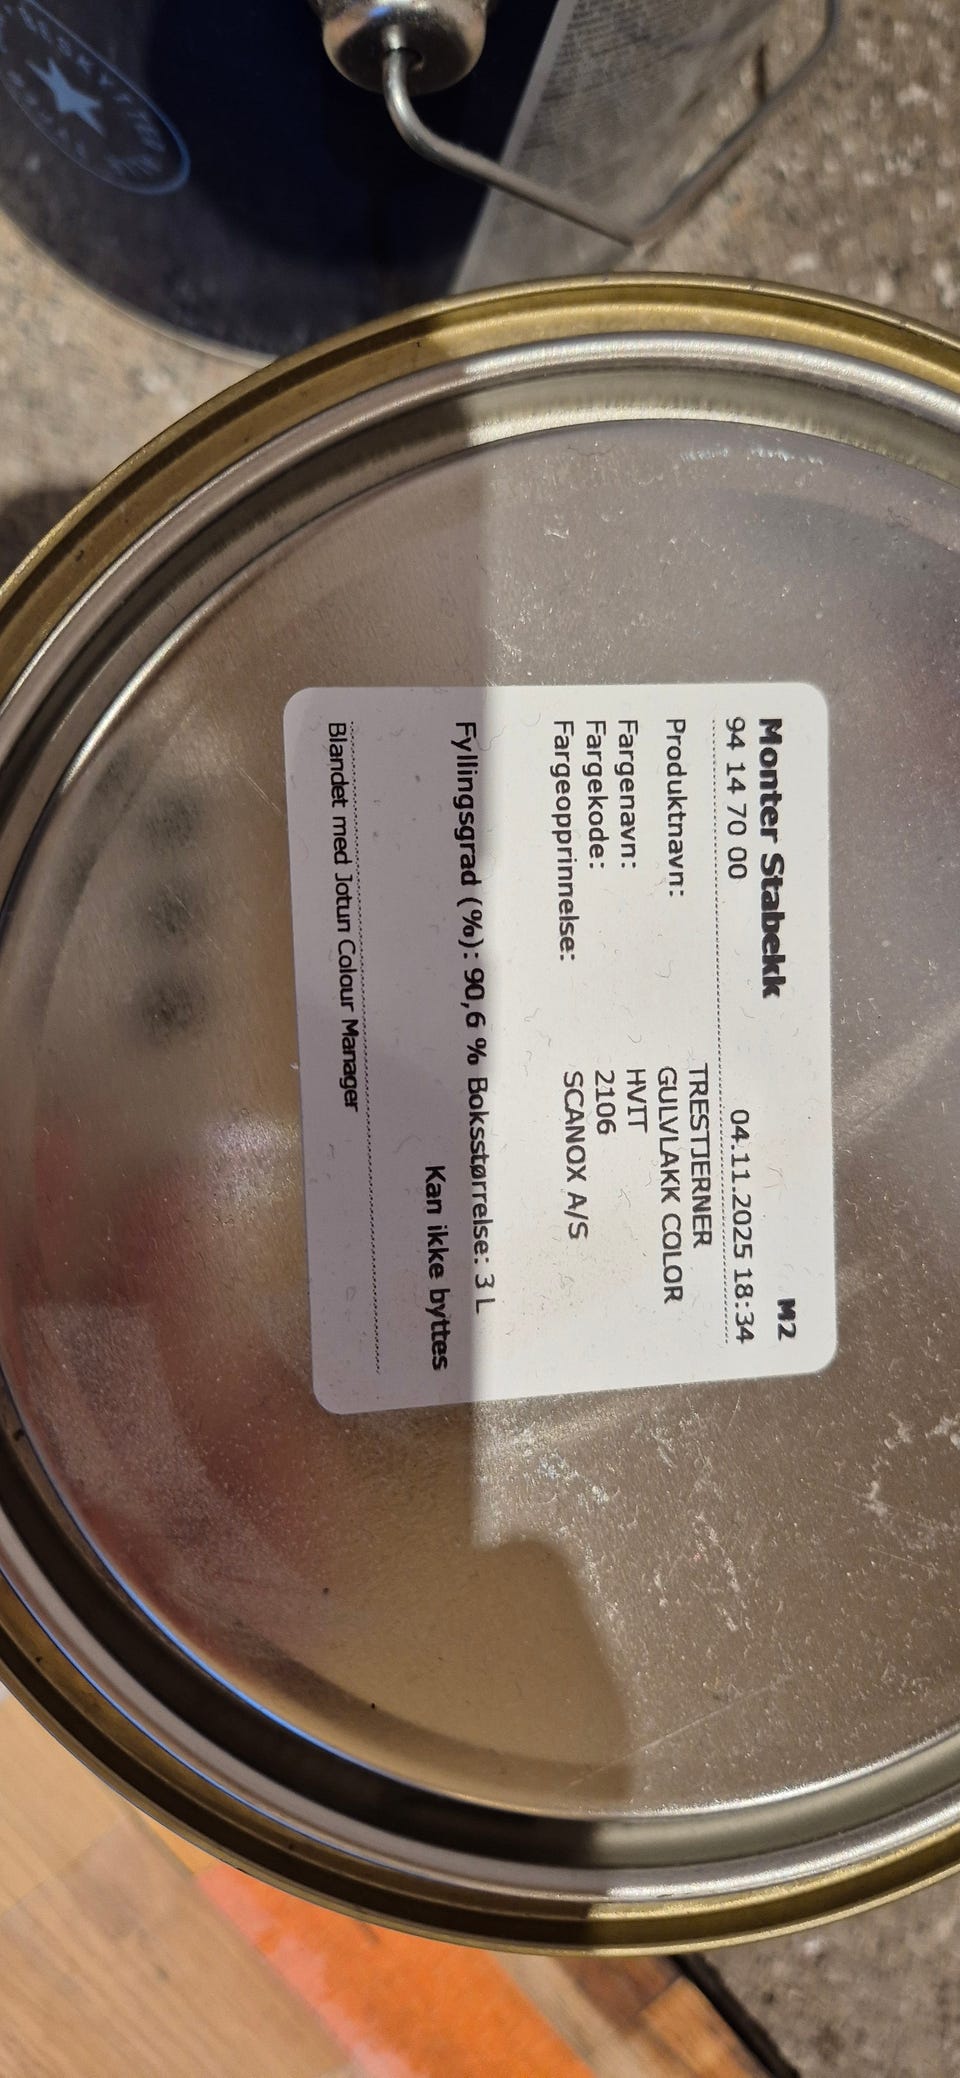 Monter Stabekk M2
94 14 70 00 04.11.2025 18:34
Produktnavn: TRESTJERNER
GULVLAKK COLOR
Fargenavn: HVIT
Fargekode: 2106
Fargeopprinnelse: SCANOX A/S
Fyllingsgrad (%): 90,6 % Boksstørrelse: 3 L
Kan ikke byttes
Blandet med Jotun Colour Manager